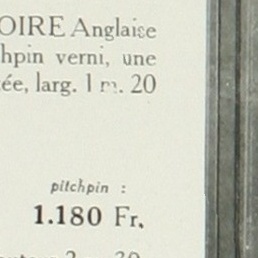 OIRE Anglaise
hpin verni, une
ée, larg. 1 m. 20
pitchpin :
1.180 Fr.